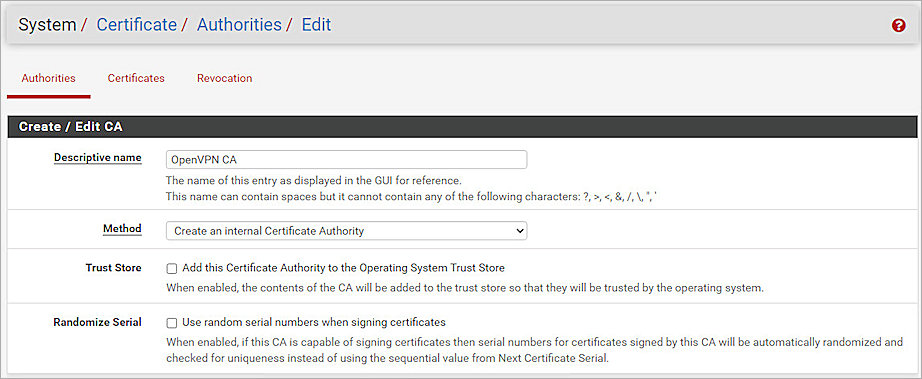 System / Certificate / Authorities / Edit
Authorities Certificates Revocation
Create / Edit CA
Descriptive name OpenVPN CA
The name of this entry as displayed in the GUI for reference.
This name can contain spaces but it cannot contain any of the following characters: ?, >, <, &, /, \, ", '
Method Create an internal Certificate Authority
Trust Store Add this Certificate Authority to the Operating System Trust Store
When enabled, the contents of the CA will be added to the trust store so that they will be trusted by the operating system.
Randomize Serial Use random serial numbers when signing certificates
When enabled, if this CA is capable of signing certificates then serial numbers for certificates signed by this CA will be automatically randomized and
checked for uniqueness instead of using the sequential value from Next Certificate Serial.